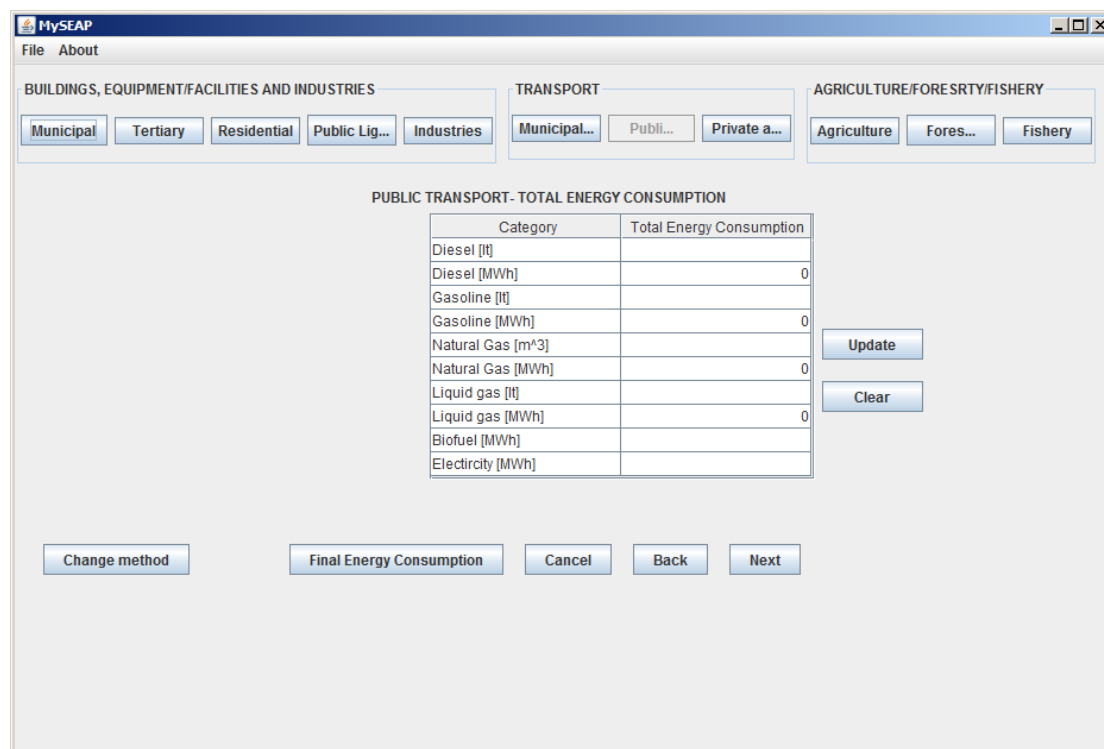 MySEAP
File About
BUILDINGS, EQUIPMENT/FACILITIES AND INDUSTRIES TRANSPORT AGRICULTURE/FORESRTY/FISHERY
Municipal Tertiary Residential Public Lig... Industries Municipal... Publi... Private a... Agriculture Fores... Fishery
PUBLIC TRANSPORT- TOTAL ENERGY CONSUMPTION
Category Total Energy Consumption
Diesel [lt]
Diesel [MWh] 0
Gasoline [lt]
Gasoline [MWh] 0
Natural Gas [m^3] Update
Natural Gas [MWh] 0
Liquid gas [lt] Clear
Liquid gas [MWh] 0
Biofuel [MWh]
Electircity [MWh]
Change method Final Energy Consumption Cancel Back Next